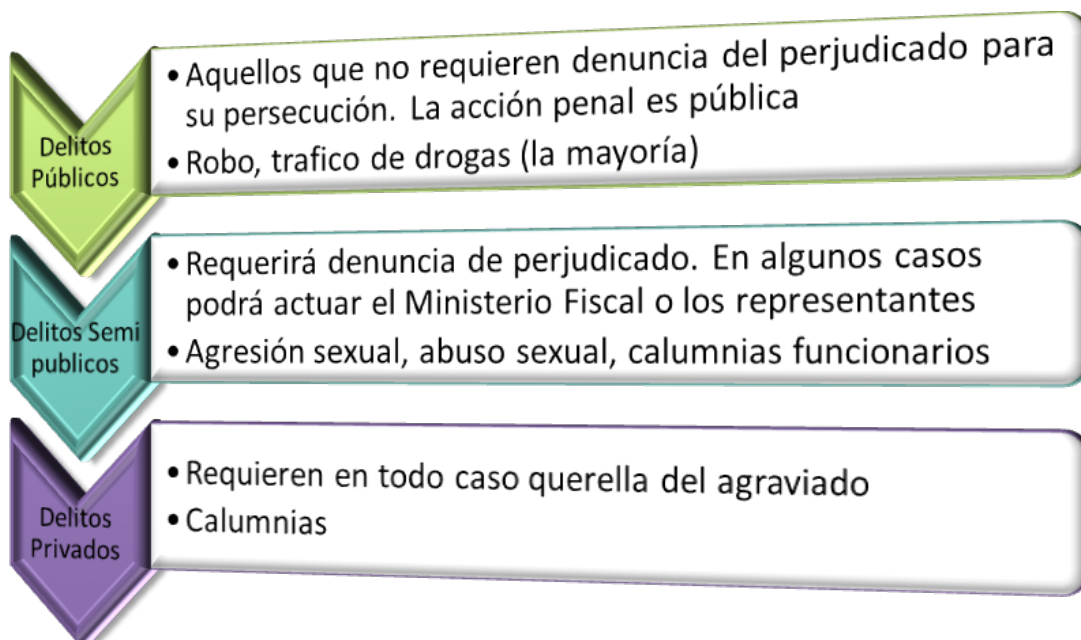 Delitos
Públicos
• Aquellos que no requieren denuncia del perjudicado para
su persecución. La acción penal es pública
• Robo, trafico de drogas (la mayoría)
Delitos Semi
publicos
• Requerirá denuncia de perjudicado. En algunos casos
podrá actuar el Ministerio Fiscal o los representantes
• Agresión sexual, abuso sexual, calumnias funcionarios
Delitos
Privados
• Requieren en todo caso querella del agraviado
• Calumnias